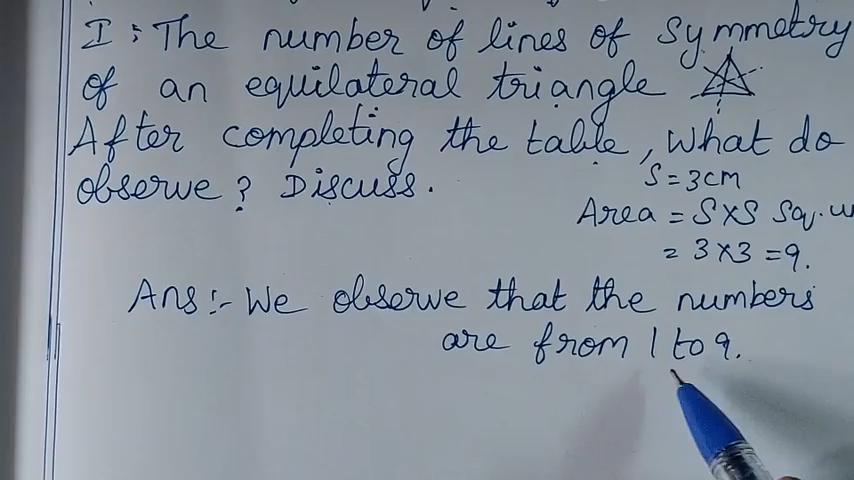 I : The number of lines of Symmetry
of an equilateral triangle
After completing the table, What do
observe? Discuss.
S = 3cm
Area = S×S Sq.
= 3×3 = 9.
Ans:- We observe that the numbers
are from 1 to 9.